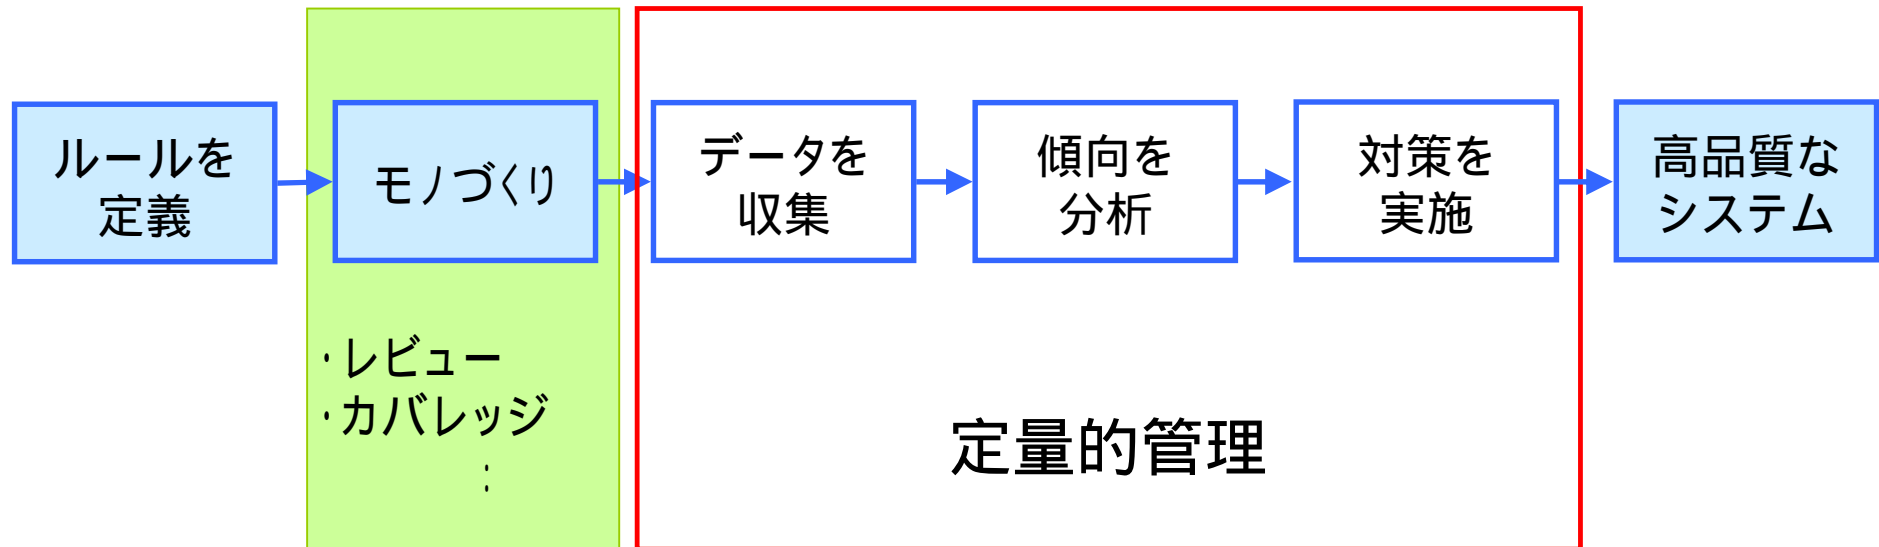 ルールを
定義
モノづくり
データを
収集
傾向を
分析
対策を
実施
高品質な
システム
・レビュー
・カバレッジ
：
定量的管理